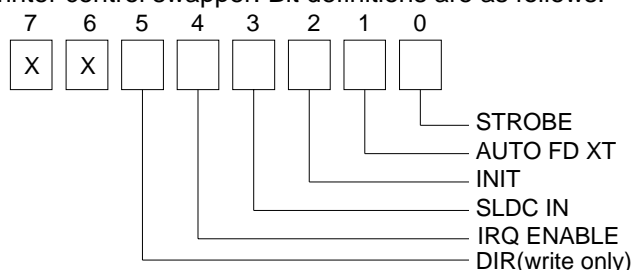 Printer control swapper. Bit definitions are as follows:
7 6 5 4 3 2 1 0
X X
STROBE
AUTO FD XT
INIT
SLDC IN
IRQ ENABLE
DIR(write only)